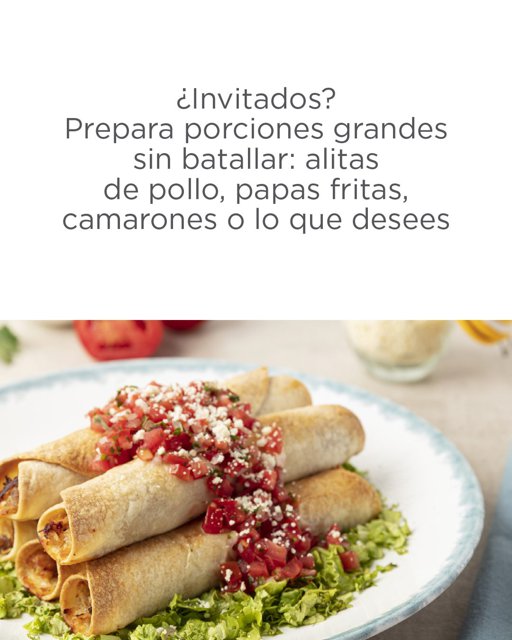 ¿Invitados?
Prepara porciones grandes
sin batallar: alitas
de pollo, papas fritas,
camarones o lo que desees